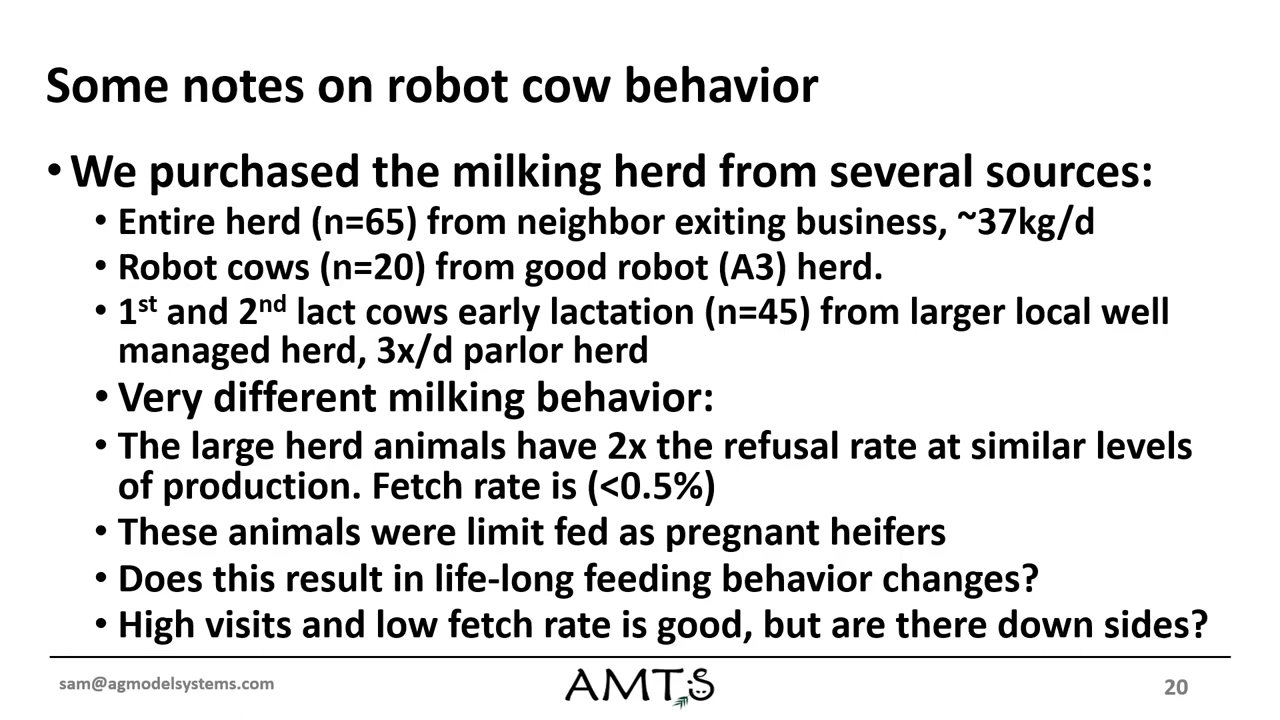 Some notes on robot cow behavior
• We purchased the milking herd from several sources:
• Entire herd (n=65) from neighbor exiting business, ~37kg/d
• Robot cows (n=20) from good robot (A3) herd.
• 1st and 2nd lact cows early lactation (n=45) from larger local well
managed herd, 3x/d parlor herd
• Very different milking behavior:
• The large herd animals have 2x the refusal rate at similar levels
of production. Fetch rate is (<0.5%)
• These animals were limit fed as pregnant heifers
• Does this result in life-long feeding behavior changes?
• High visits and low fetch rate is good, but are there down sides?
sam@agmodelsystems.com
AMTS
20